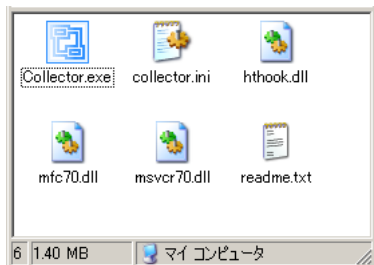 Collector.exe
collector.ini
hthook.dll
mfc70.dll
msvcr70.dll
readme.txt
6 1.40 MB マイ コンピュータ